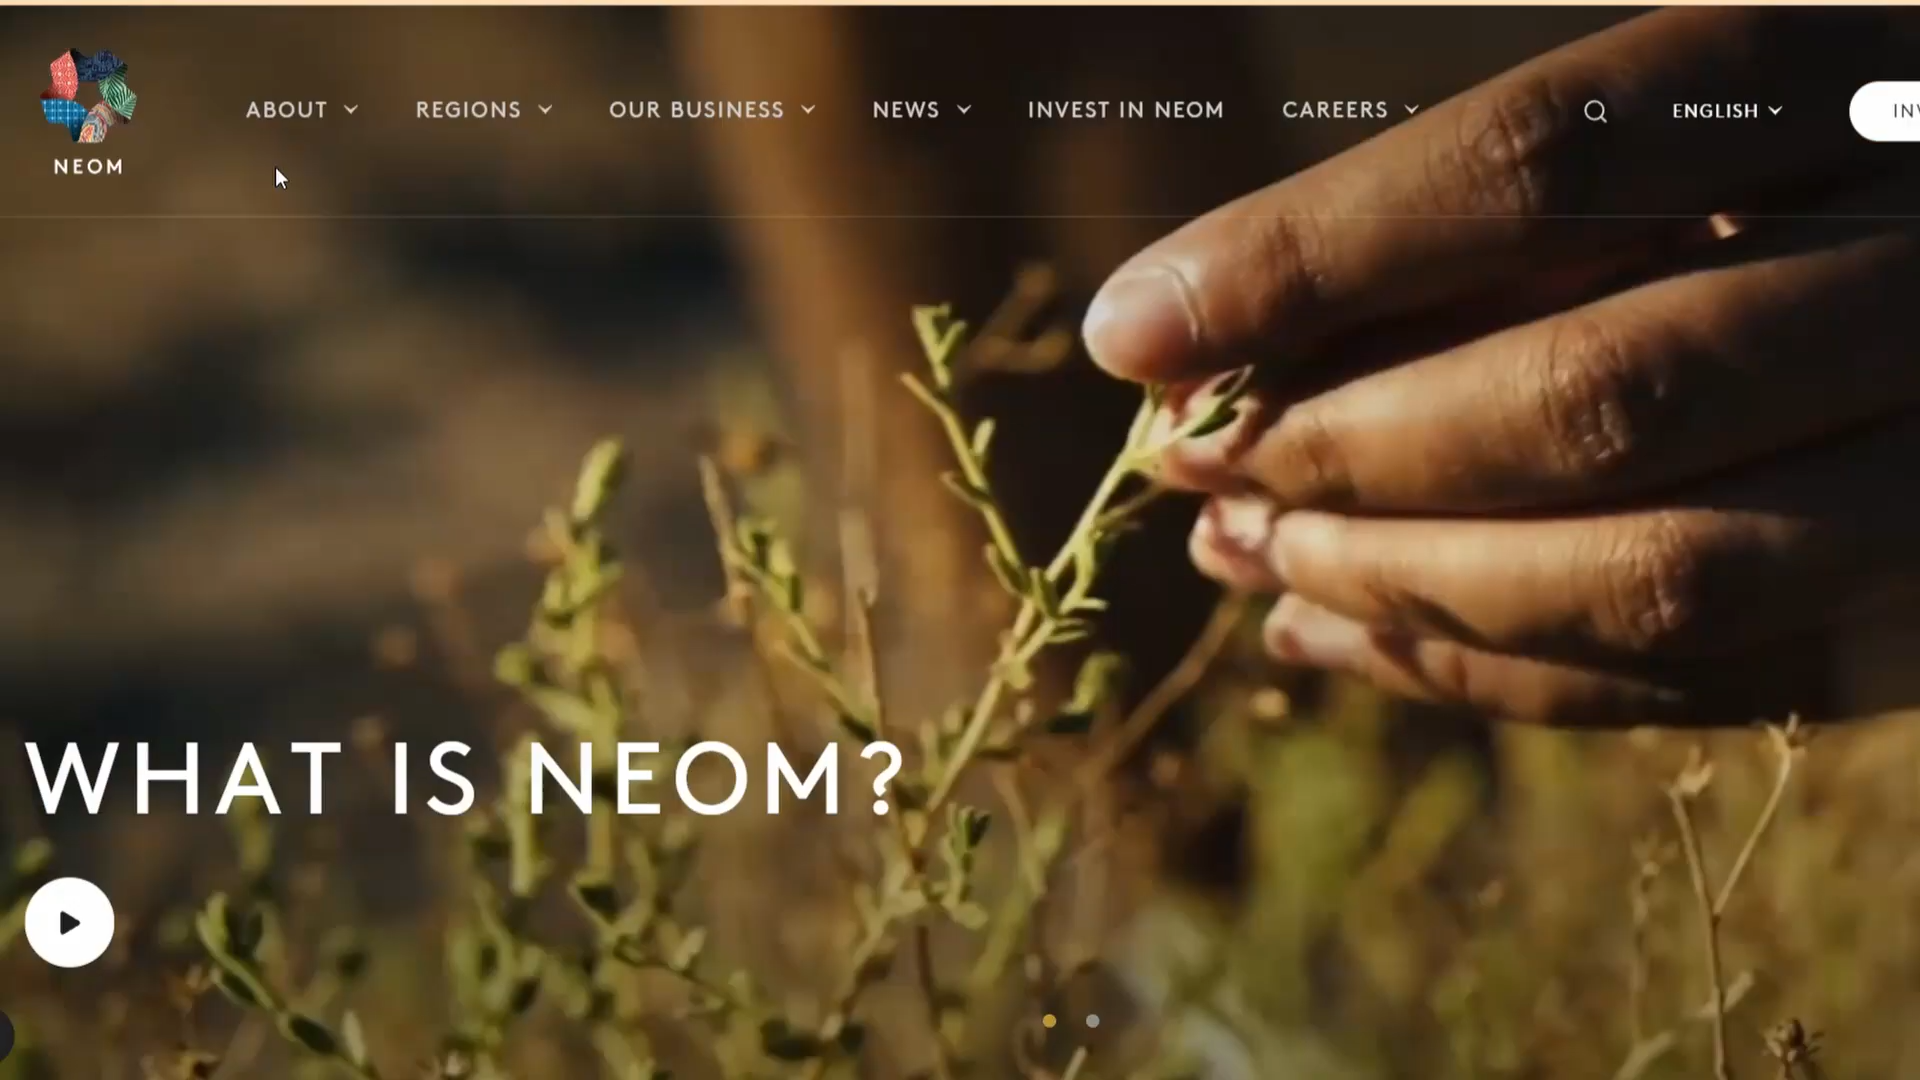 ABOUT REGIONS OUR BUSINESS NEWS INVEST IN NEOM CAREERS ENGLISH
NEOM
WHAT IS NEOM?